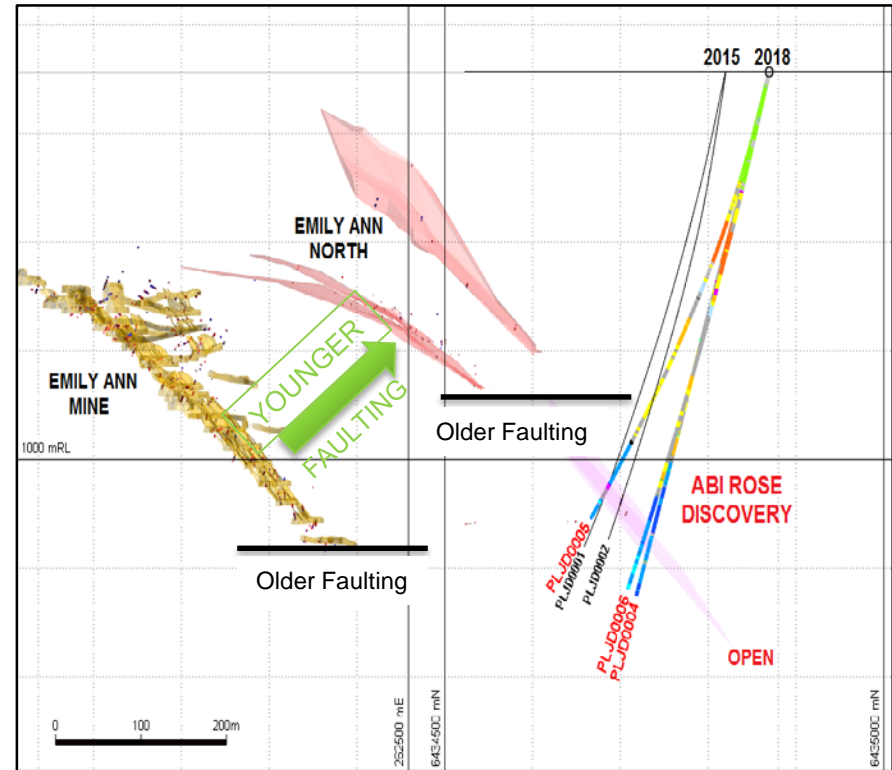 2015 2018
EMILY ANN
NORTH
EMILY ANN
MINE
YOUNGER
FAULTING
Older Faulting
1000 mRL
ABI ROSE
DISCOVERY
Older Faulting
PLJD0005
PLJD0001
PLJD0002
PLJD0006
PLJD0004
OPEN
0 100 200m
262500 mE
6434500 mN
6435000 mN